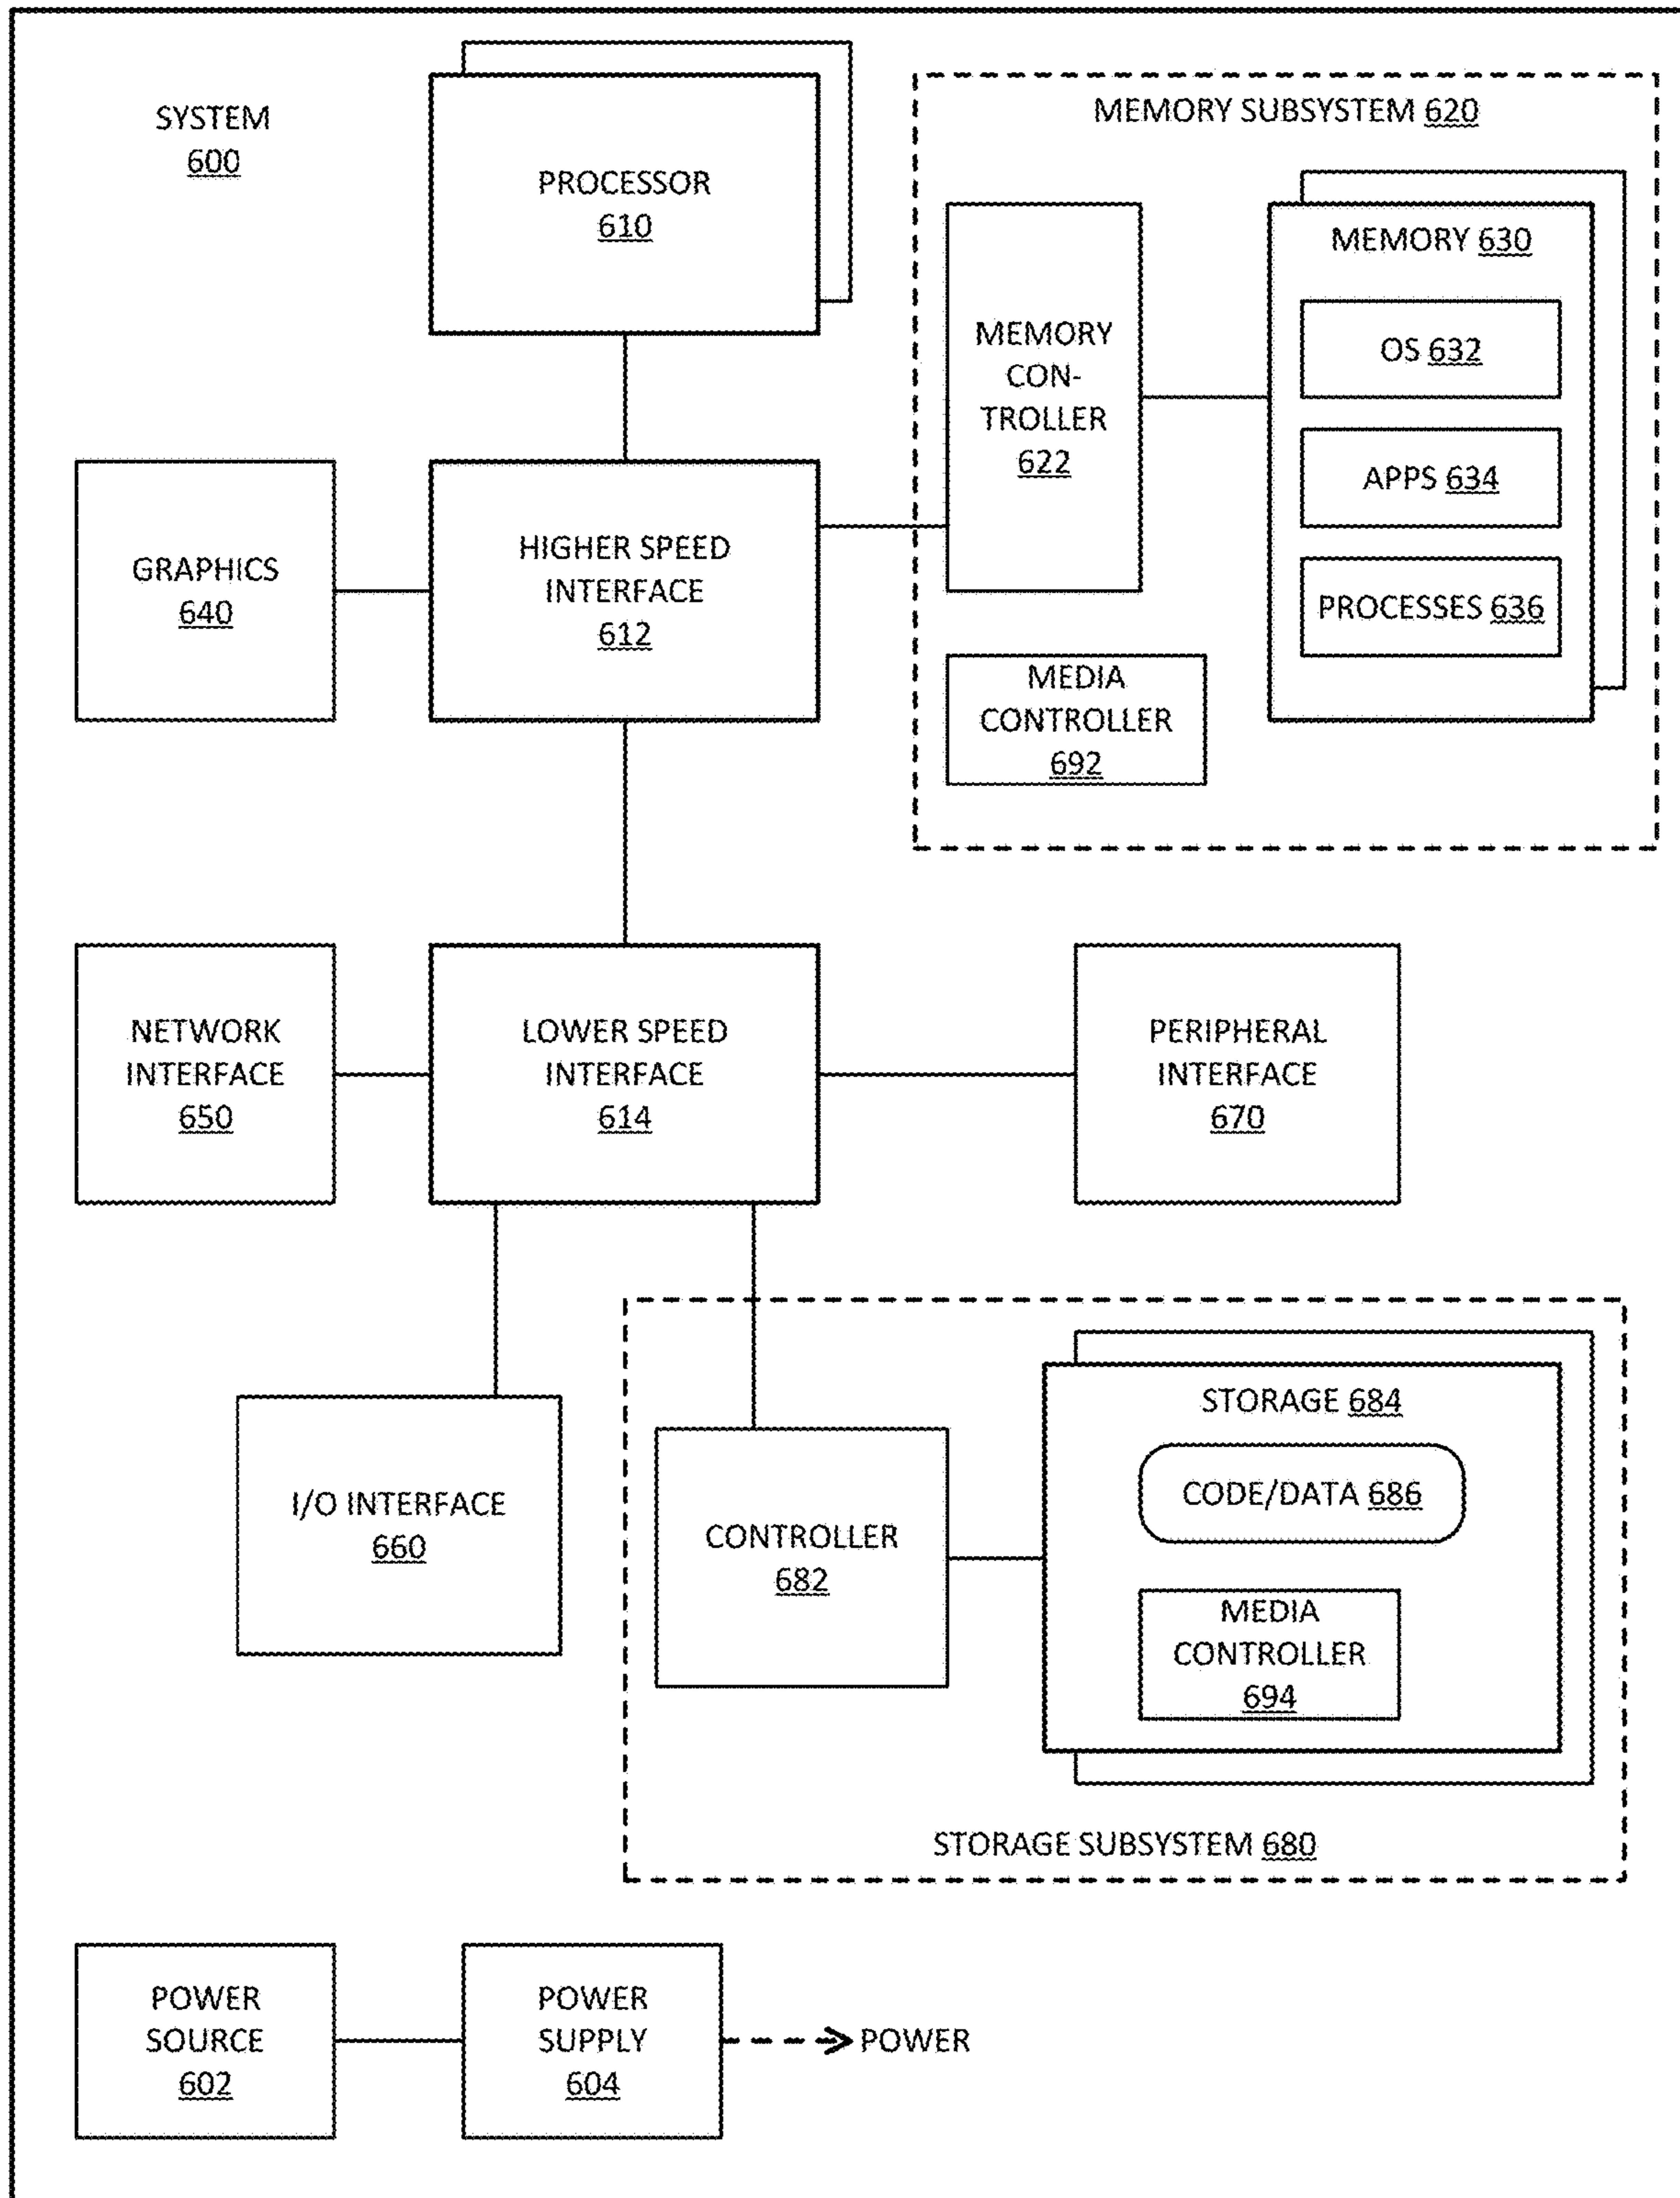 SYSTEM
600
PROCESSOR
610
MEMORY SUBSYSTEM 620
MEMORY
CON-
TROLLER
622
MEMORY 630
OS 632
APPS 634
PROCESSES 636
MEDIA
CONTROLLER
692
GRAPHICS
640
HIGHER SPEED
INTERFACE
612
NETWORK
INTERFACE
650
LOWER SPEED
INTERFACE
614
PERIPHERAL
INTERFACE
670
I/O INTERFACE
660
CONTROLLER
682
STORAGE 684
CODE/DATA 686
MEDIA
CONTROLLER
694
STORAGE SUBSYSTEM 680
POWER
SOURCE
602
POWER
SUPPLY
604
POWER